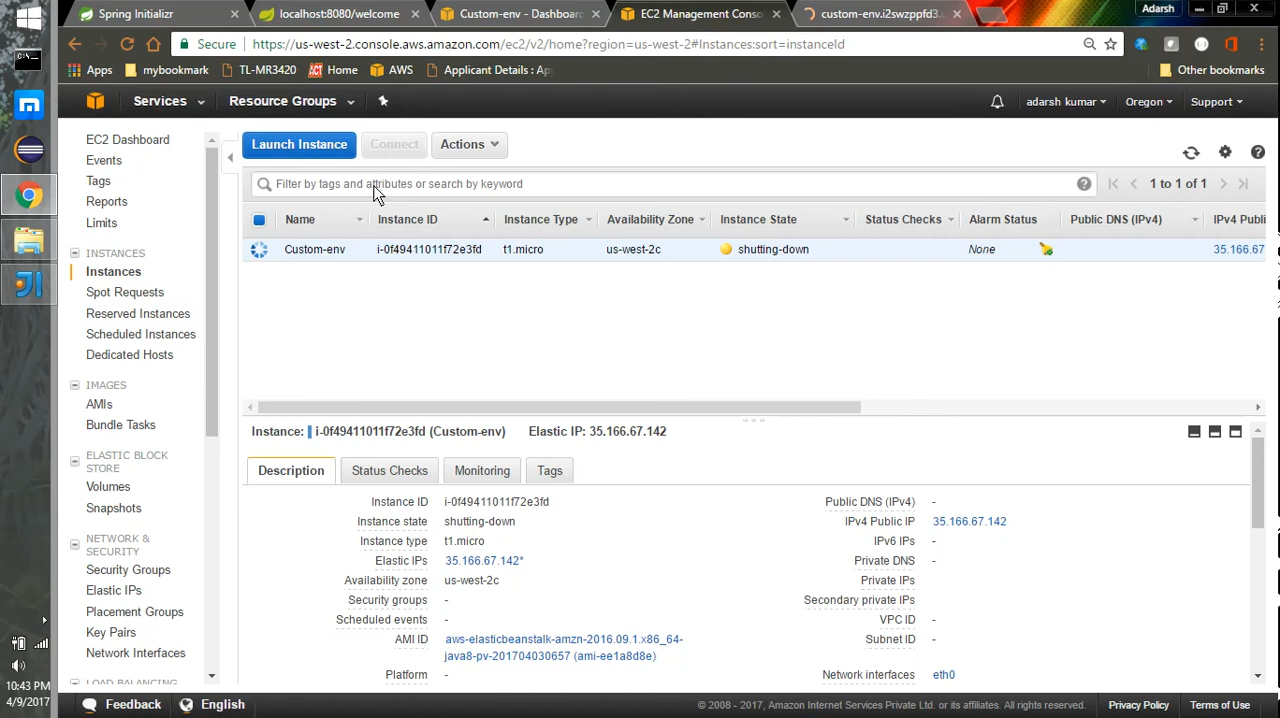 Spring Initializr
localhost:8080/welcome
Custom-env - Dashboard
EC2 Management Conso
custom-env.i2swzppfd3.u
Adarsh
Secure
https://us-west-2.console.aws.amazon.com/ec2/v2/home?region=us-west-2#Instances:sort=instanceId
Apps
mybookmark
TL-MR3420
ACT Home
AWS
Applicant Details : Ap
Other bookmarks
Services
Resource Groups
adarsh kumar
Oregon
Support
EC2 Dashboard
Events
Tags
Reports
Limits
INSTANCES
Instances
Spot Requests
Reserved Instances
Scheduled Instances
Dedicated Hosts
IMAGES
AMIs
Bundle Tasks
ELASTIC BLOCK
STORE
Volumes
Snapshots
NETWORK &
SECURITY
Security Groups
Elastic IPs
Placement Groups
Key Pairs
Network Interfaces
LOAD BALANCING
Launch Instance
Connect
Actions
Filter by tags and attributes or search by keyword
1 to 1 of 1
Name Instance ID Instance Type Availability Zone Instance State Status Checks Alarm Status Public DNS (IPv4) IPv4 Publi
Custom-env i-0f49411011f72e3fd t1.micro us-west-2c shutting-down None 35.166.67
Instance: i-0f49411011f72e3fd (Custom-env) Elastic IP: 35.166.67.142
Description
Status Checks
Monitoring
Tags
Instance ID i-0f49411011f72e3fd
Instance state shutting-down
Instance type t1.micro
Elastic IPs 35.166.67.142*
Availability zone us-west-2c
Security groups -
Scheduled events -
AMI ID aws-elasticbeanstalk-amzn-2016.09.1.x86_64-
java8-pv-201704030657 (ami-ee1a8d8e)
Platform -
Public DNS (IPv4) -
IPv4 Public IP 35.166.67.142
IPv6 IPs -
Private DNS -
Private IPs
Secondary private IPs
VPC ID -
Subnet ID -
Network interfaces eth0
10:43 PM
4/9/2017
Feedback
English
© 2008 - 2017, Amazon Internet Services Private Ltd. or its affiliates. All rights reserved.
Privacy Policy
Terms of Use